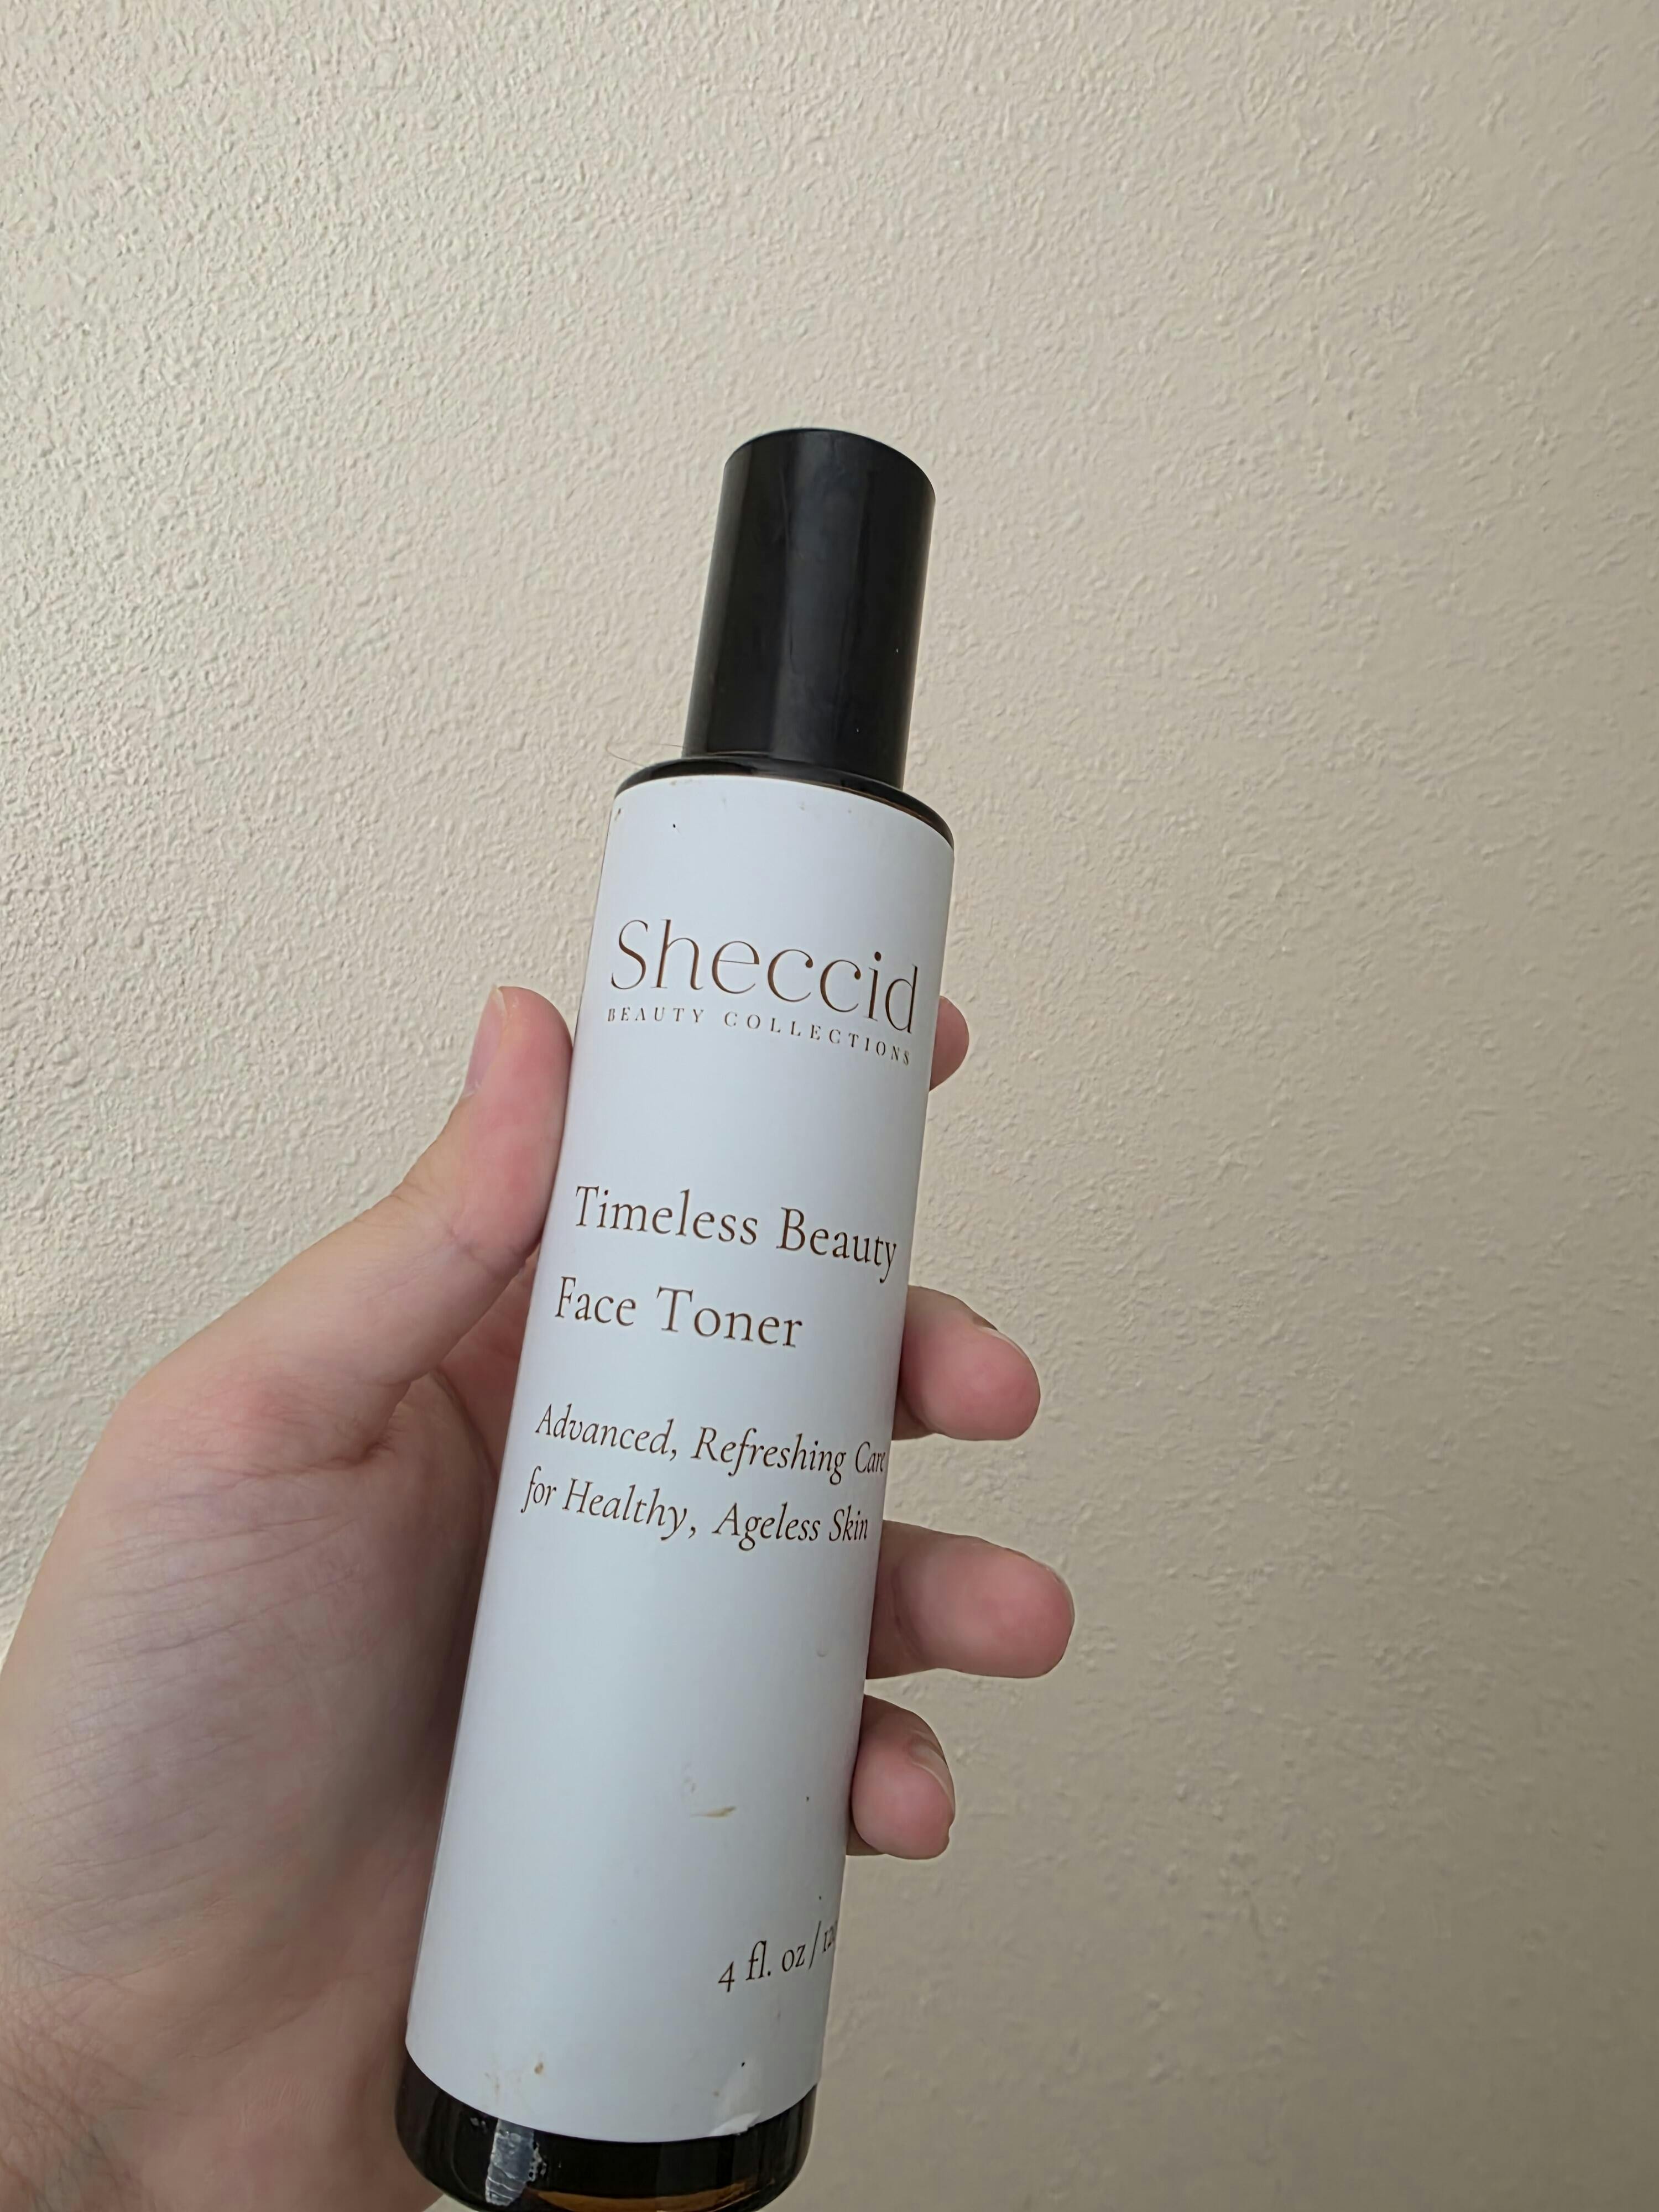 Sheccid
BEAUTY COLLECTIONS
Timeless Beauty
Face Toner
Advanced, Refreshing Care
for Healthy, Ageless Skin
4 fl. oz /